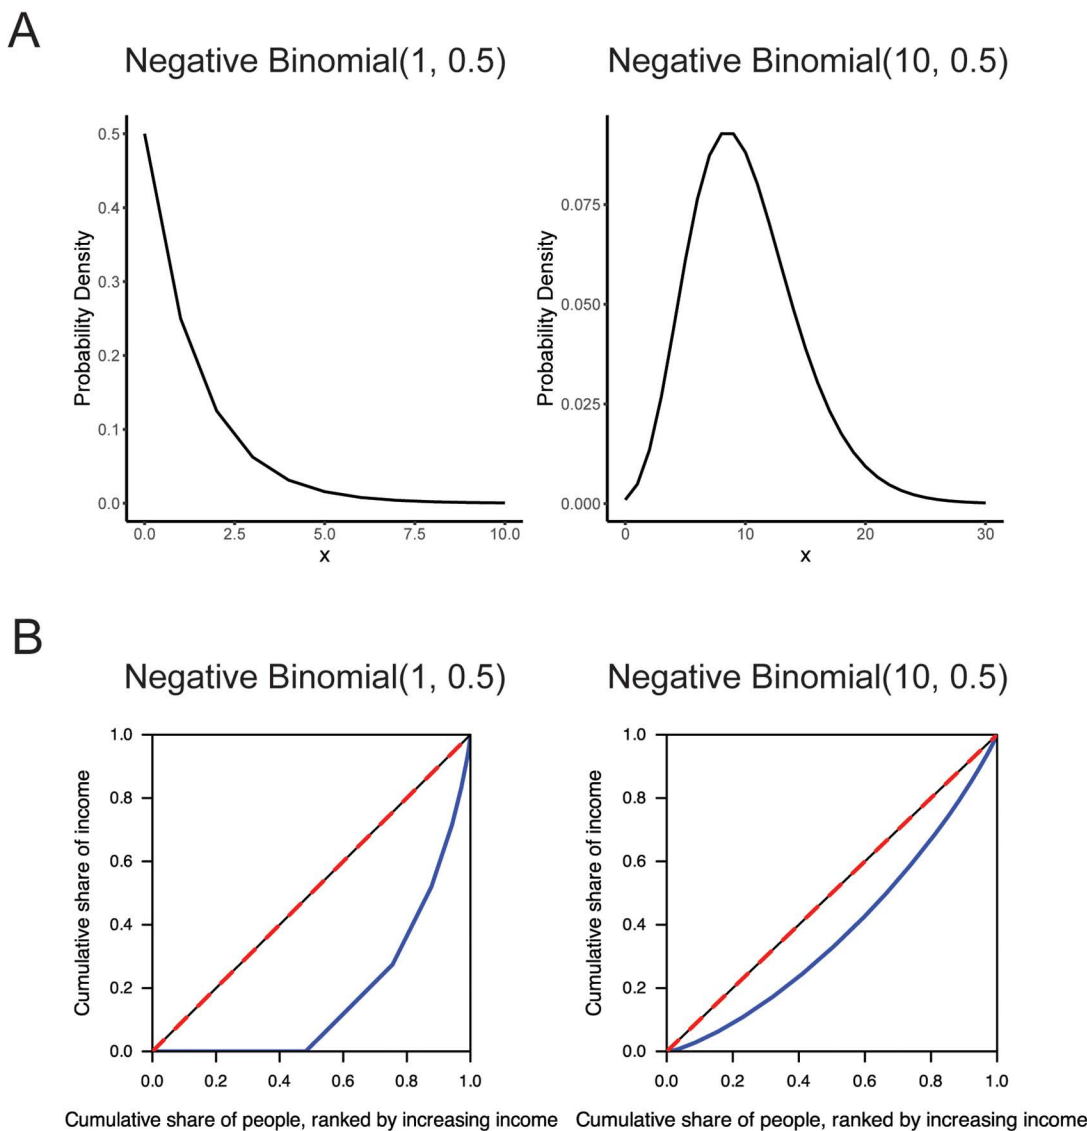 A
Negative Binomial(1, 0.5)
Negative Binomial(10, 0.5)
Probability Density
0.5
0.4
0.3
0.2
0.1
0.0
0.0 2.5 5.0 7.5 10.0
x
Probability Density
0.075
0.050
0.025
0.000
0 10 20 30
x
B
Negative Binomial(1, 0.5)
Negative Binomial(10, 0.5)
Cumulative share of income
1.0
0.8
0.6
0.4
0.2
0.0
0.0 0.2 0.4 0.6 0.8 1.0
Cumulative share of people, ranked by increasing income
Cumulative share of income
1.0
0.8
0.6
0.4
0.2
0.0
0.0 0.2 0.4 0.6 0.8 1.0
Cumulative share of people, ranked by increasing income